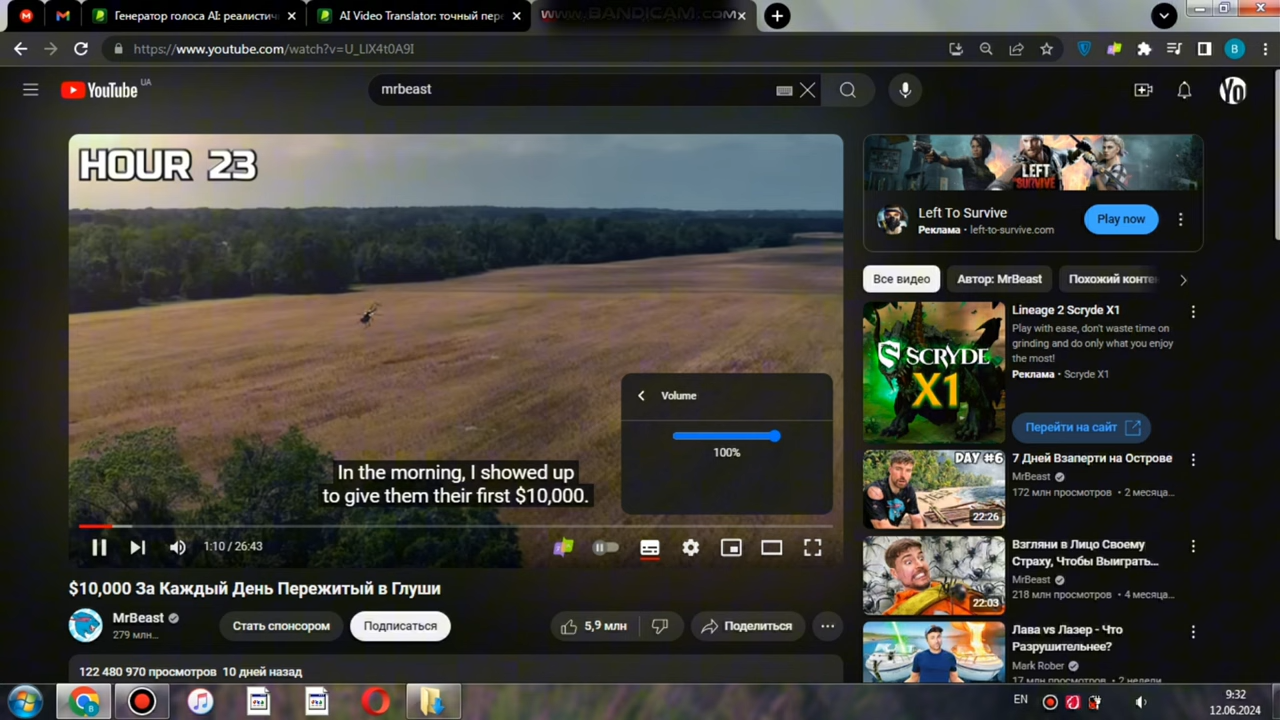 Генератор голоса AI: реалистич
AI Video Translator: точный пер
WWW.BANDICAM.COM
https://www.youtube.com/watch?v=U_LlX4t0A9I
YouTube UA
mrbeast
HOUR 23
Volume
100%
In the morning, I showed up
to give them their first $10,000.
1:10 / 26:43
$10,000 За Каждый День Пережитый в Глуши
MrBeast
279 млн...
Стать спонсором
Подписаться
5,9 млн
Поделиться
122 480 970 просмотров 10 дней назад
LEFT
SURVIVE
Left To Survive
Реклама • left-to-survive.com
Play now
Все видео
Автор: MrBeast
Похожий конте
SCRYDE
X1
Lineage 2 Scryde X1
Play with ease, don't waste time on
grinding and do only what you enjoy
the most!
Реклама • Scryde X1
Перейти на сайт
DAY #6
22:26
7 Дней Взаперти на Острове
MrBeast
172 млн просмотров • 2 месяца...
22:03
Взгляни в Лицо Своему
Страху, Чтобы Выиграть...
MrBeast
218 млн просмотров • 4 месяца...
Лава vs Лазер - Что
Разрушительнее?
Mark Rober
17 млн просмотров • 2 недели
EN
9:32
12.06.2024